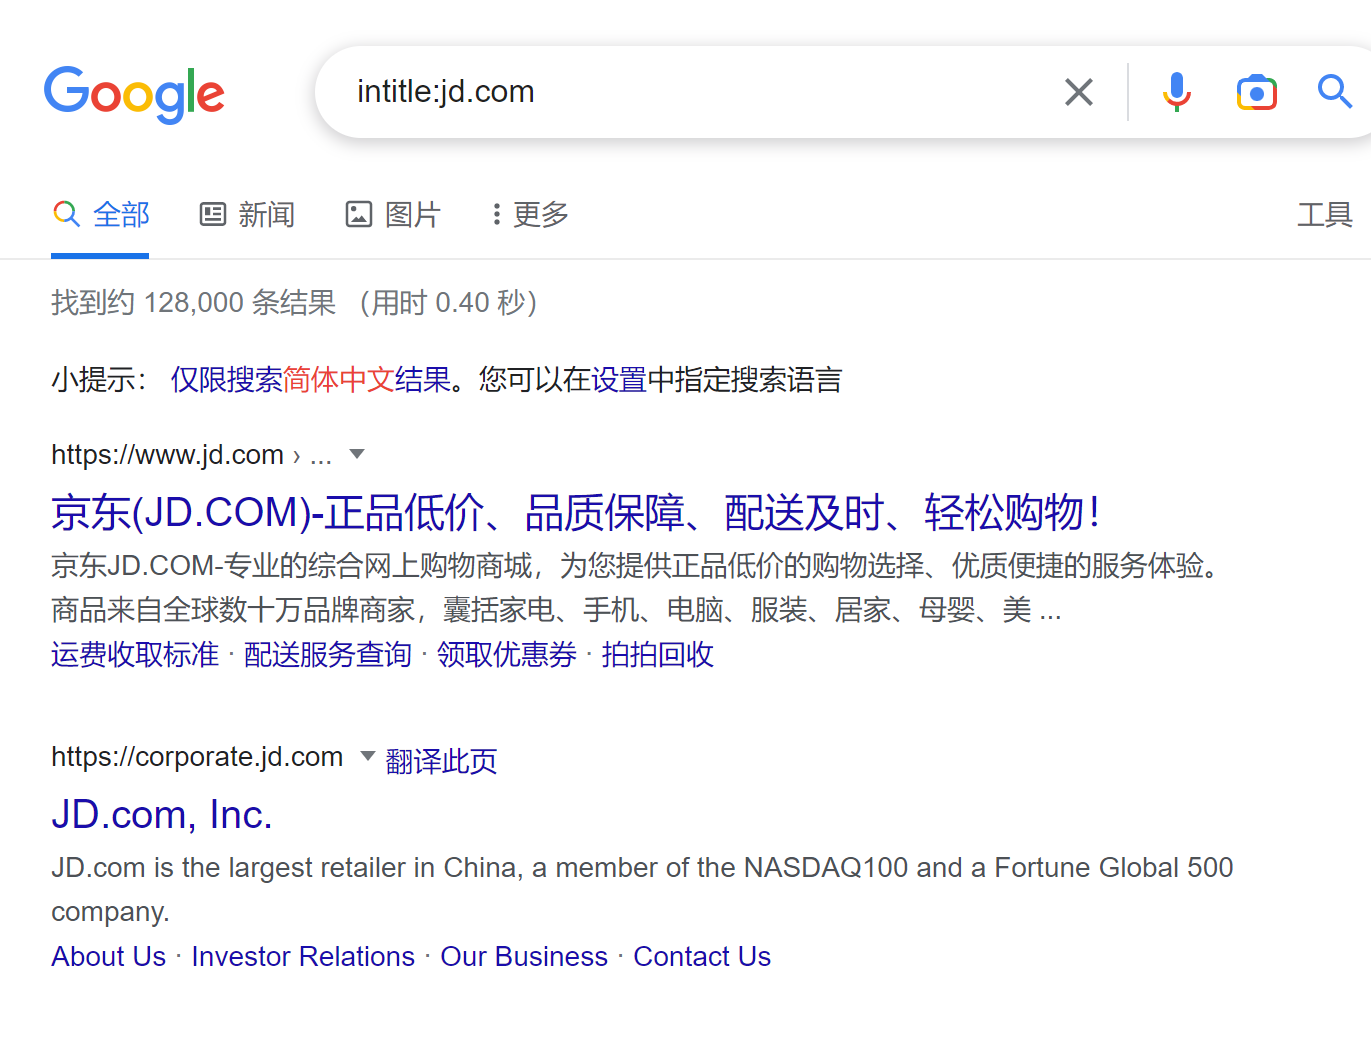 Google
intitle:jd.com
全部 新闻 图片 更多 工具
找到约 128,000 条结果 （用时 0.40 秒）
小提示： 仅限搜索简体中文结果。您可以在设置中指定搜索语言
https://www.jd.com › ...
京东(JD.COM)-正品低价、品质保障、配送及时、轻松购物！
京东JD.COM-专业的综合网上购物商城，为您提供正品低价的购物选择、优质便捷的服务体验。
商品来自全球数十万品牌商家，囊括家电、手机、电脑、服装、居家、母婴、美 ...
运费收取标准 · 配送服务查询 · 领取优惠券 · 拍拍回收
https://corporate.jd.com 翻译此页
JD.com, Inc.
JD.com is the largest retailer in China, a member of the NASDAQ100 and a Fortune Global 500
company.
About Us · Investor Relations · Our Business · Contact Us